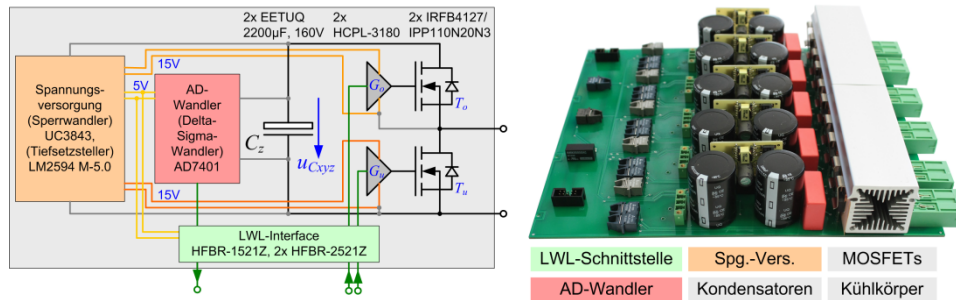 2x EETUQ 2x 2x IRFB4127/
2200µF, 160V HCPL-3180 IPP110N20N3
15V
5V
Spannungs-
versorgung
(Sperrwandler)
UC3843,
(Tiefsetzsteller)
LM2594 M-5.0
AD-
Wandler
(Delta-
Sigma-
Wandler)
AD7401
C_z
u_Cxyz
G_o
T_o
G_u
T_u
15V
LWL-Interface
HFBR-1521Z, 2x HFBR-2521Z
LWL-Schnittstelle
Spg.-Vers.
MOSFETs
AD-Wandler
Kondensatoren
Kühlkörper